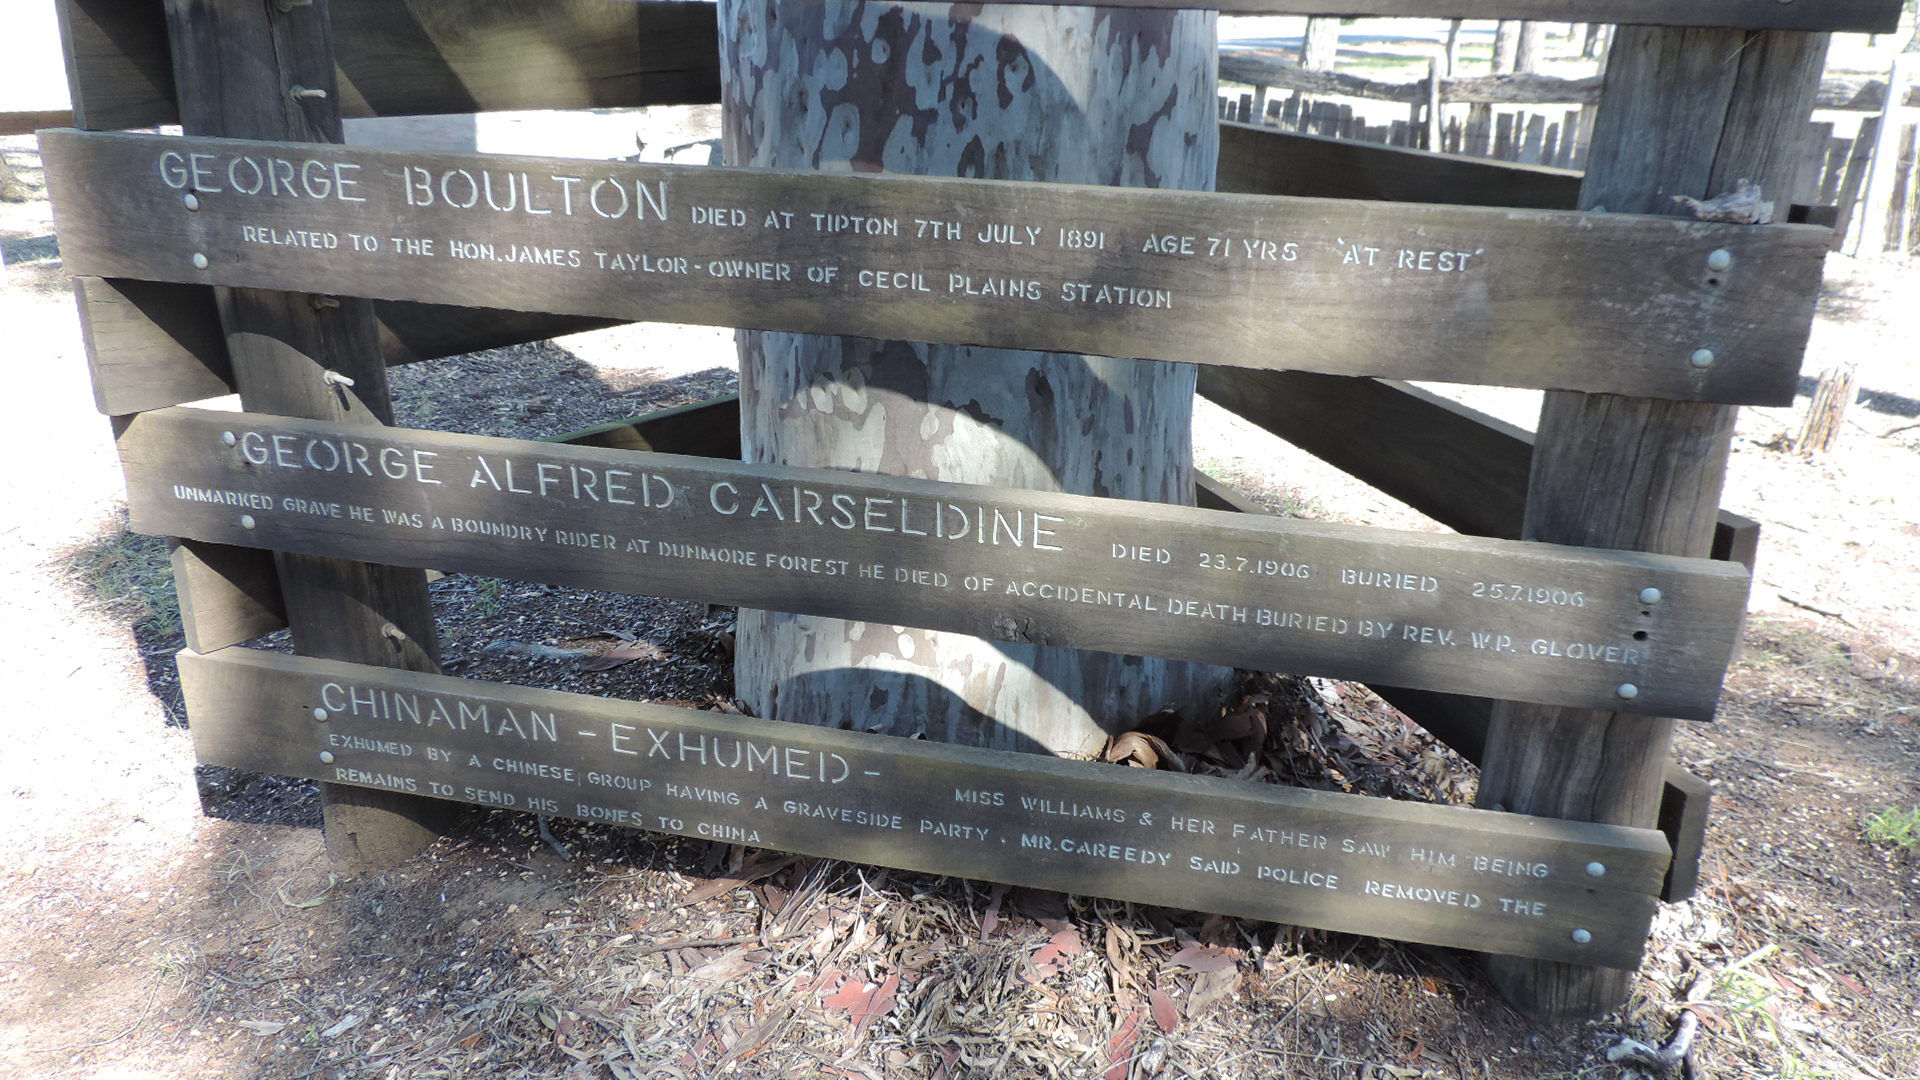 GEORGE BOULTON DIED AT TIPTON 7TH JULY 1891 AGE 71 YRS "AT REST"
RELATED TO THE HON. JAMES TAYLOR - OWNER OF CECIL PLAINS STATION
GEORGE ALFRED CARSELDINE DIED 23.7.1906 BURIED 25.7.1906
UNMARKED GRAVE HE WAS A BOUNDRY RIDER AT DUNMORE FOREST HE DIED OF ACCIDENTAL DEATH BURIED BY REV. W.P. GLOVER
CHINAMAN - EXHUMED - MISS WILLIAMS & HER FATHER SAW HIM BEING
EXHUMED BY A CHINESE GROUP HAVING A GRAVESIDE PARTY. MR. CAREEDY SAID POLICE REMOVED THE
REMAINS TO SEND HIS BONES TO CHINA.